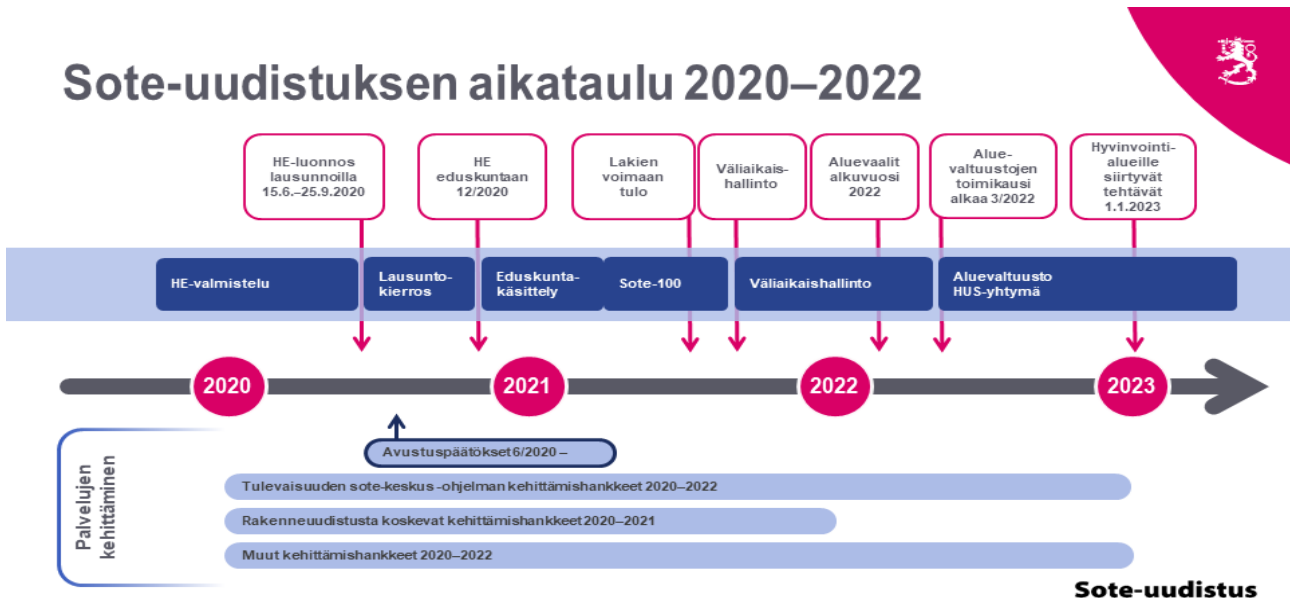 Sote-uudistuksen aikataulu 2020–2022
HE-luonnos
lausunnoilla
15.6.–25.9.2020
HE
eduskuntaan
12/2020
Lakien
voimaan
tulo
Väliaikais-
hallinto
Aluevaalit
alkuvuosi
2022
Alue-
valtuustojen
toimikausi
alkaa 3/2022
Hyvinvointi-
alueille
siirtyvät
tehtävät
1.1.2023
HE-valmistelu
Lausunto-
kierros
Eduskunta-
käsittely
Sote-100
Väliaikaishallinto
Aluevaltuusto
HUS-yhtymä
2020
2021
2022
2023
Palvelujen
kehittäminen
Avustuspäätökset 6/2020 –
Tulevaisuuden sote-keskus -ohjelman kehittämishankkeet 2020–2022
Rakenneuudistusta koskevat kehittämishankkeet 2020–2021
Muut kehittämishankkeet 2020–2022
Sote-uudistus